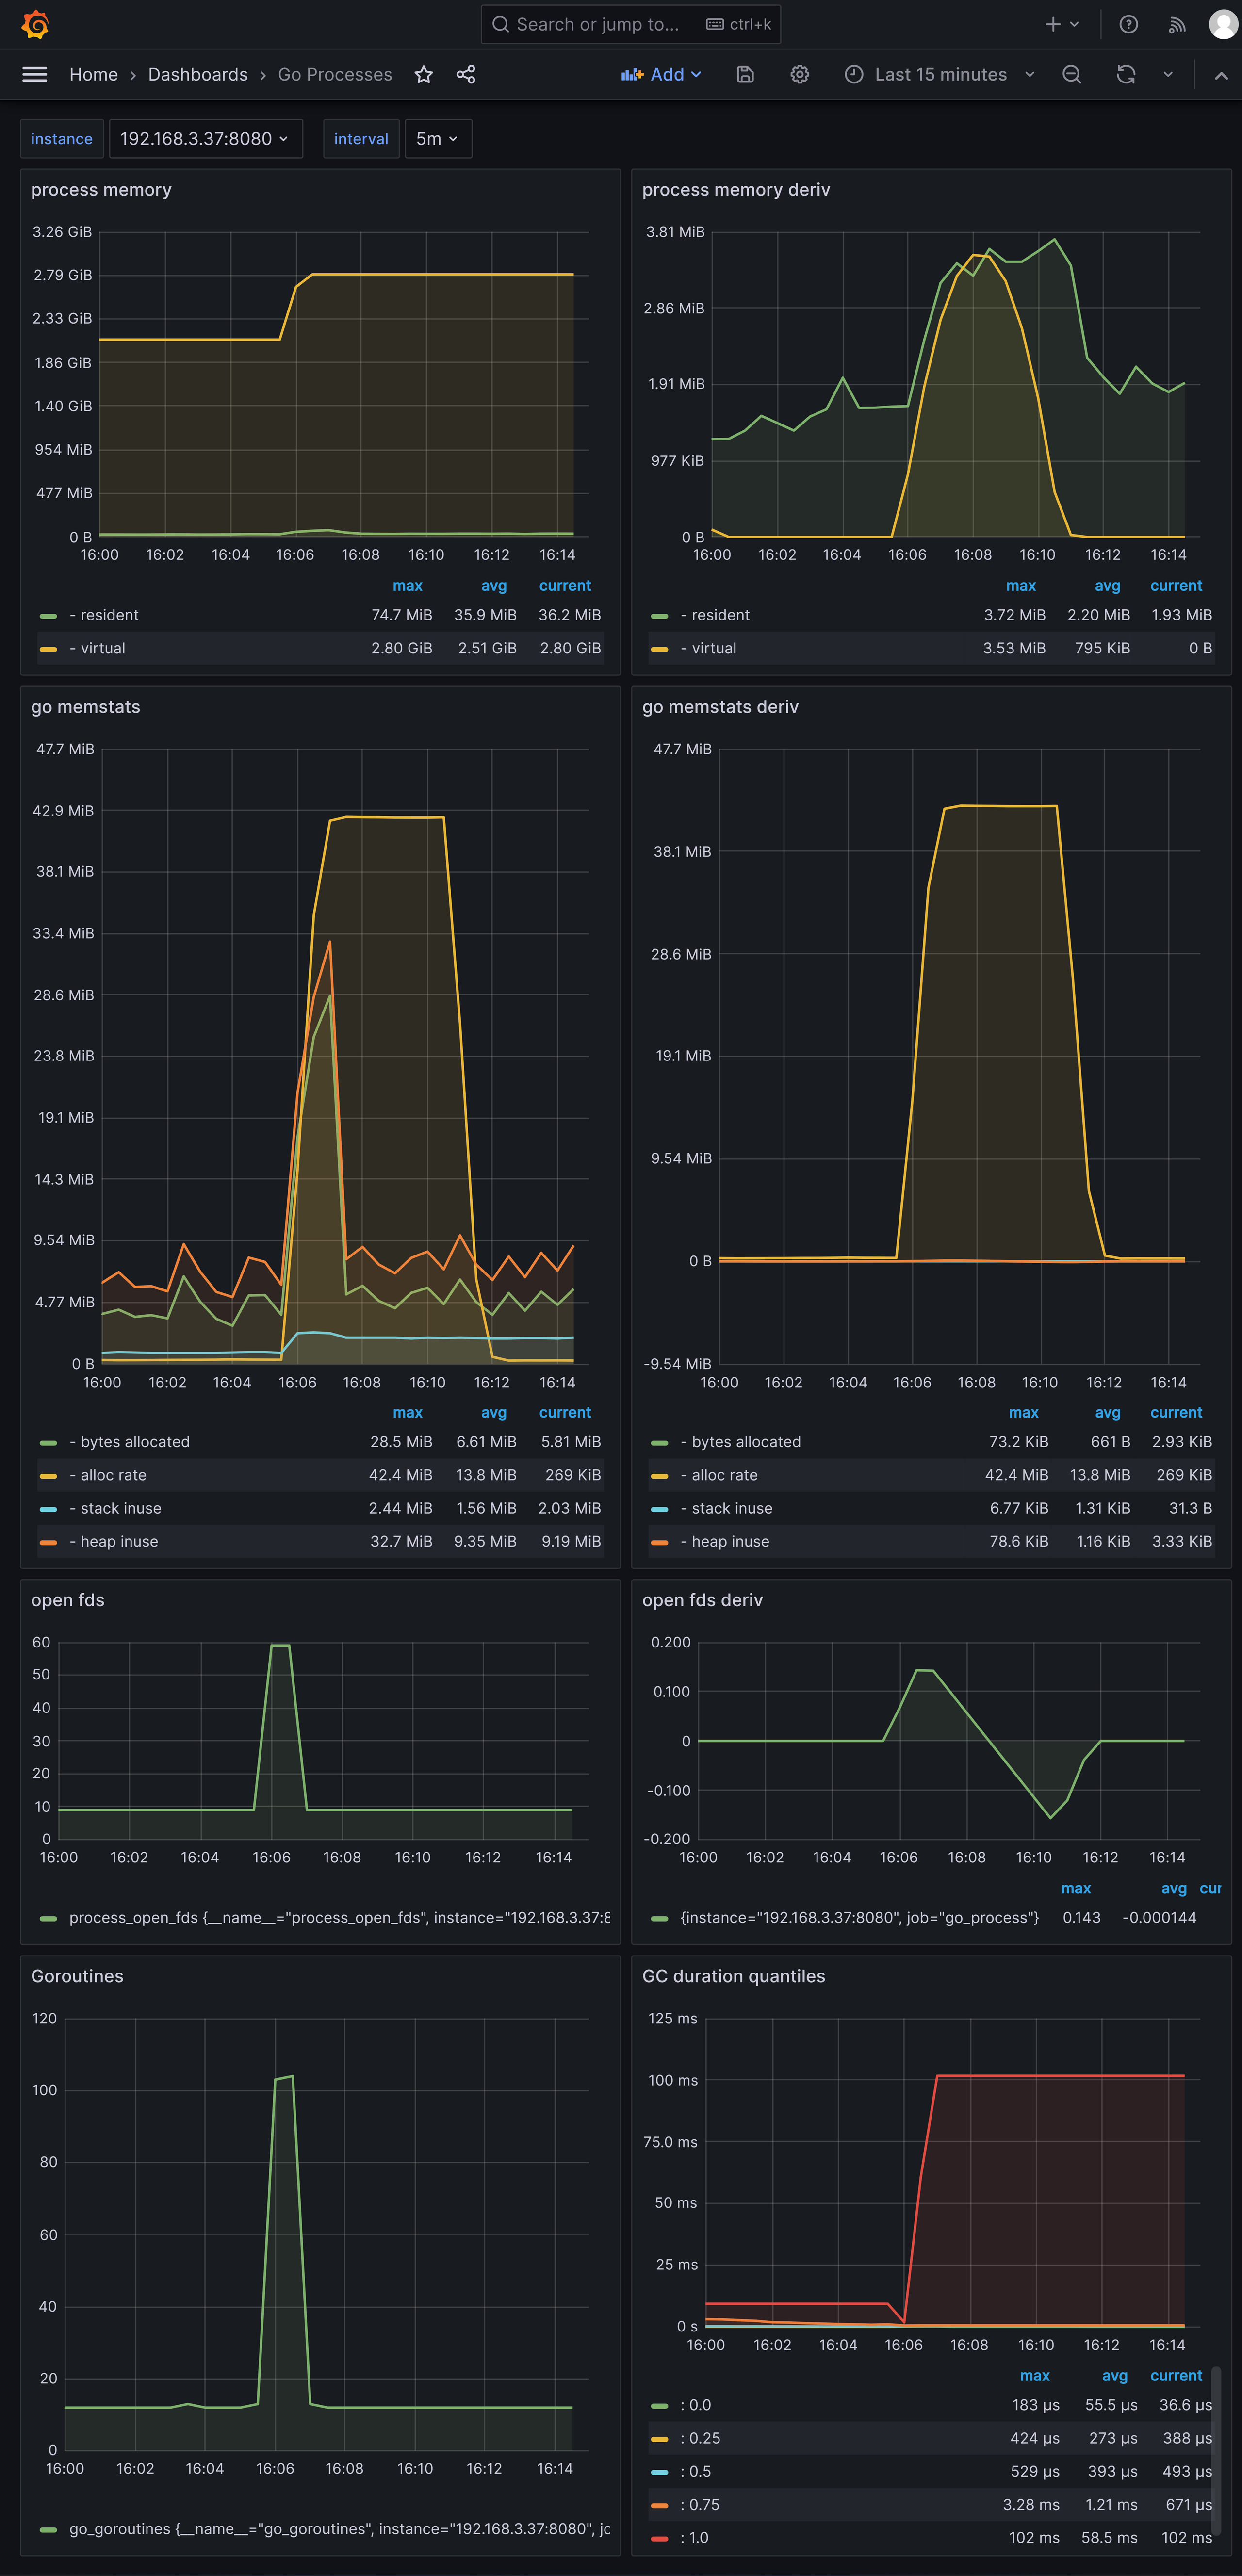 Search or jump to... ctrl+k
Home › Dashboards › Go Processes Add Last 15 minutes
instance 192.168.3.37:8080 interval 5m
process memory
3.26 GiB
2.79 GiB
2.33 GiB
1.86 GiB
1.40 GiB
954 MiB
477 MiB
0 B
16:00 16:02 16:04 16:06 16:08 16:10 16:12 16:14
max avg current
- resident 74.7 MiB 35.9 MiB 36.2 MiB
- virtual 2.80 GiB 2.51 GiB 2.80 GiB
process memory deriv
3.81 MiB
2.86 MiB
1.91 MiB
977 KiB
0 B
16:00 16:02 16:04 16:06 16:08 16:10 16:12 16:14
max avg current
- resident 3.72 MiB 2.20 MiB 1.93 MiB
- virtual 3.53 MiB 795 KiB 0 B
go memstats
47.7 MiB
42.9 MiB
38.1 MiB
33.4 MiB
28.6 MiB
23.8 MiB
19.1 MiB
14.3 MiB
9.54 MiB
4.77 MiB
0 B
16:00 16:02 16:04 16:06 16:08 16:10 16:12 16:14
max avg current
- bytes allocated 28.5 MiB 6.61 MiB 5.81 MiB
- alloc rate 42.4 MiB 13.8 MiB 269 KiB
- stack inuse 2.44 MiB 1.56 MiB 2.03 MiB
- heap inuse 32.7 MiB 9.35 MiB 9.19 MiB
go memstats deriv
47.7 MiB
38.1 MiB
28.6 MiB
19.1 MiB
9.54 MiB
0 B
-9.54 MiB
16:00 16:02 16:04 16:06 16:08 16:10 16:12 16:14
max avg current
- bytes allocated 73.2 KiB 661 B 2.93 KiB
- alloc rate 42.4 MiB 13.8 MiB 269 KiB
- stack inuse 6.77 KiB 1.31 KiB 31.3 B
- heap inuse 78.6 KiB 1.16 KiB 3.33 KiB
open fds
60
50
40
30
20
10
0
16:00 16:02 16:04 16:06 16:08 16:10 16:12 16:14
process_open_fds {__name__="process_open_fds", instance="192.168.3.37:8
open fds deriv
0.200
0.100
0
-0.100
-0.200
16:00 16:02 16:04 16:06 16:08 16:10 16:12 16:14
max avg cur
{instance="192.168.3.37:8080", job="go_process"} 0.143 -0.000144
Goroutines
120
100
80
60
40
20
0
16:00 16:02 16:04 16:06 16:08 16:10 16:12 16:14
go_goroutines {__name__="go_goroutines", instance="192.168.3.37:8080", jo
GC duration quantiles
125 ms
100 ms
75.0 ms
50 ms
25 ms
0 s
16:00 16:02 16:04 16:06 16:08 16:10 16:12 16:14
max avg current
: 0.0 183 µs 55.5 µs 36.6 µs
: 0.25 424 µs 273 µs 388 µs
: 0.5 529 µs 393 µs 493 µs
: 0.75 3.28 ms 1.21 ms 671 µs
: 1.0 102 ms 58.5 ms 102 ms